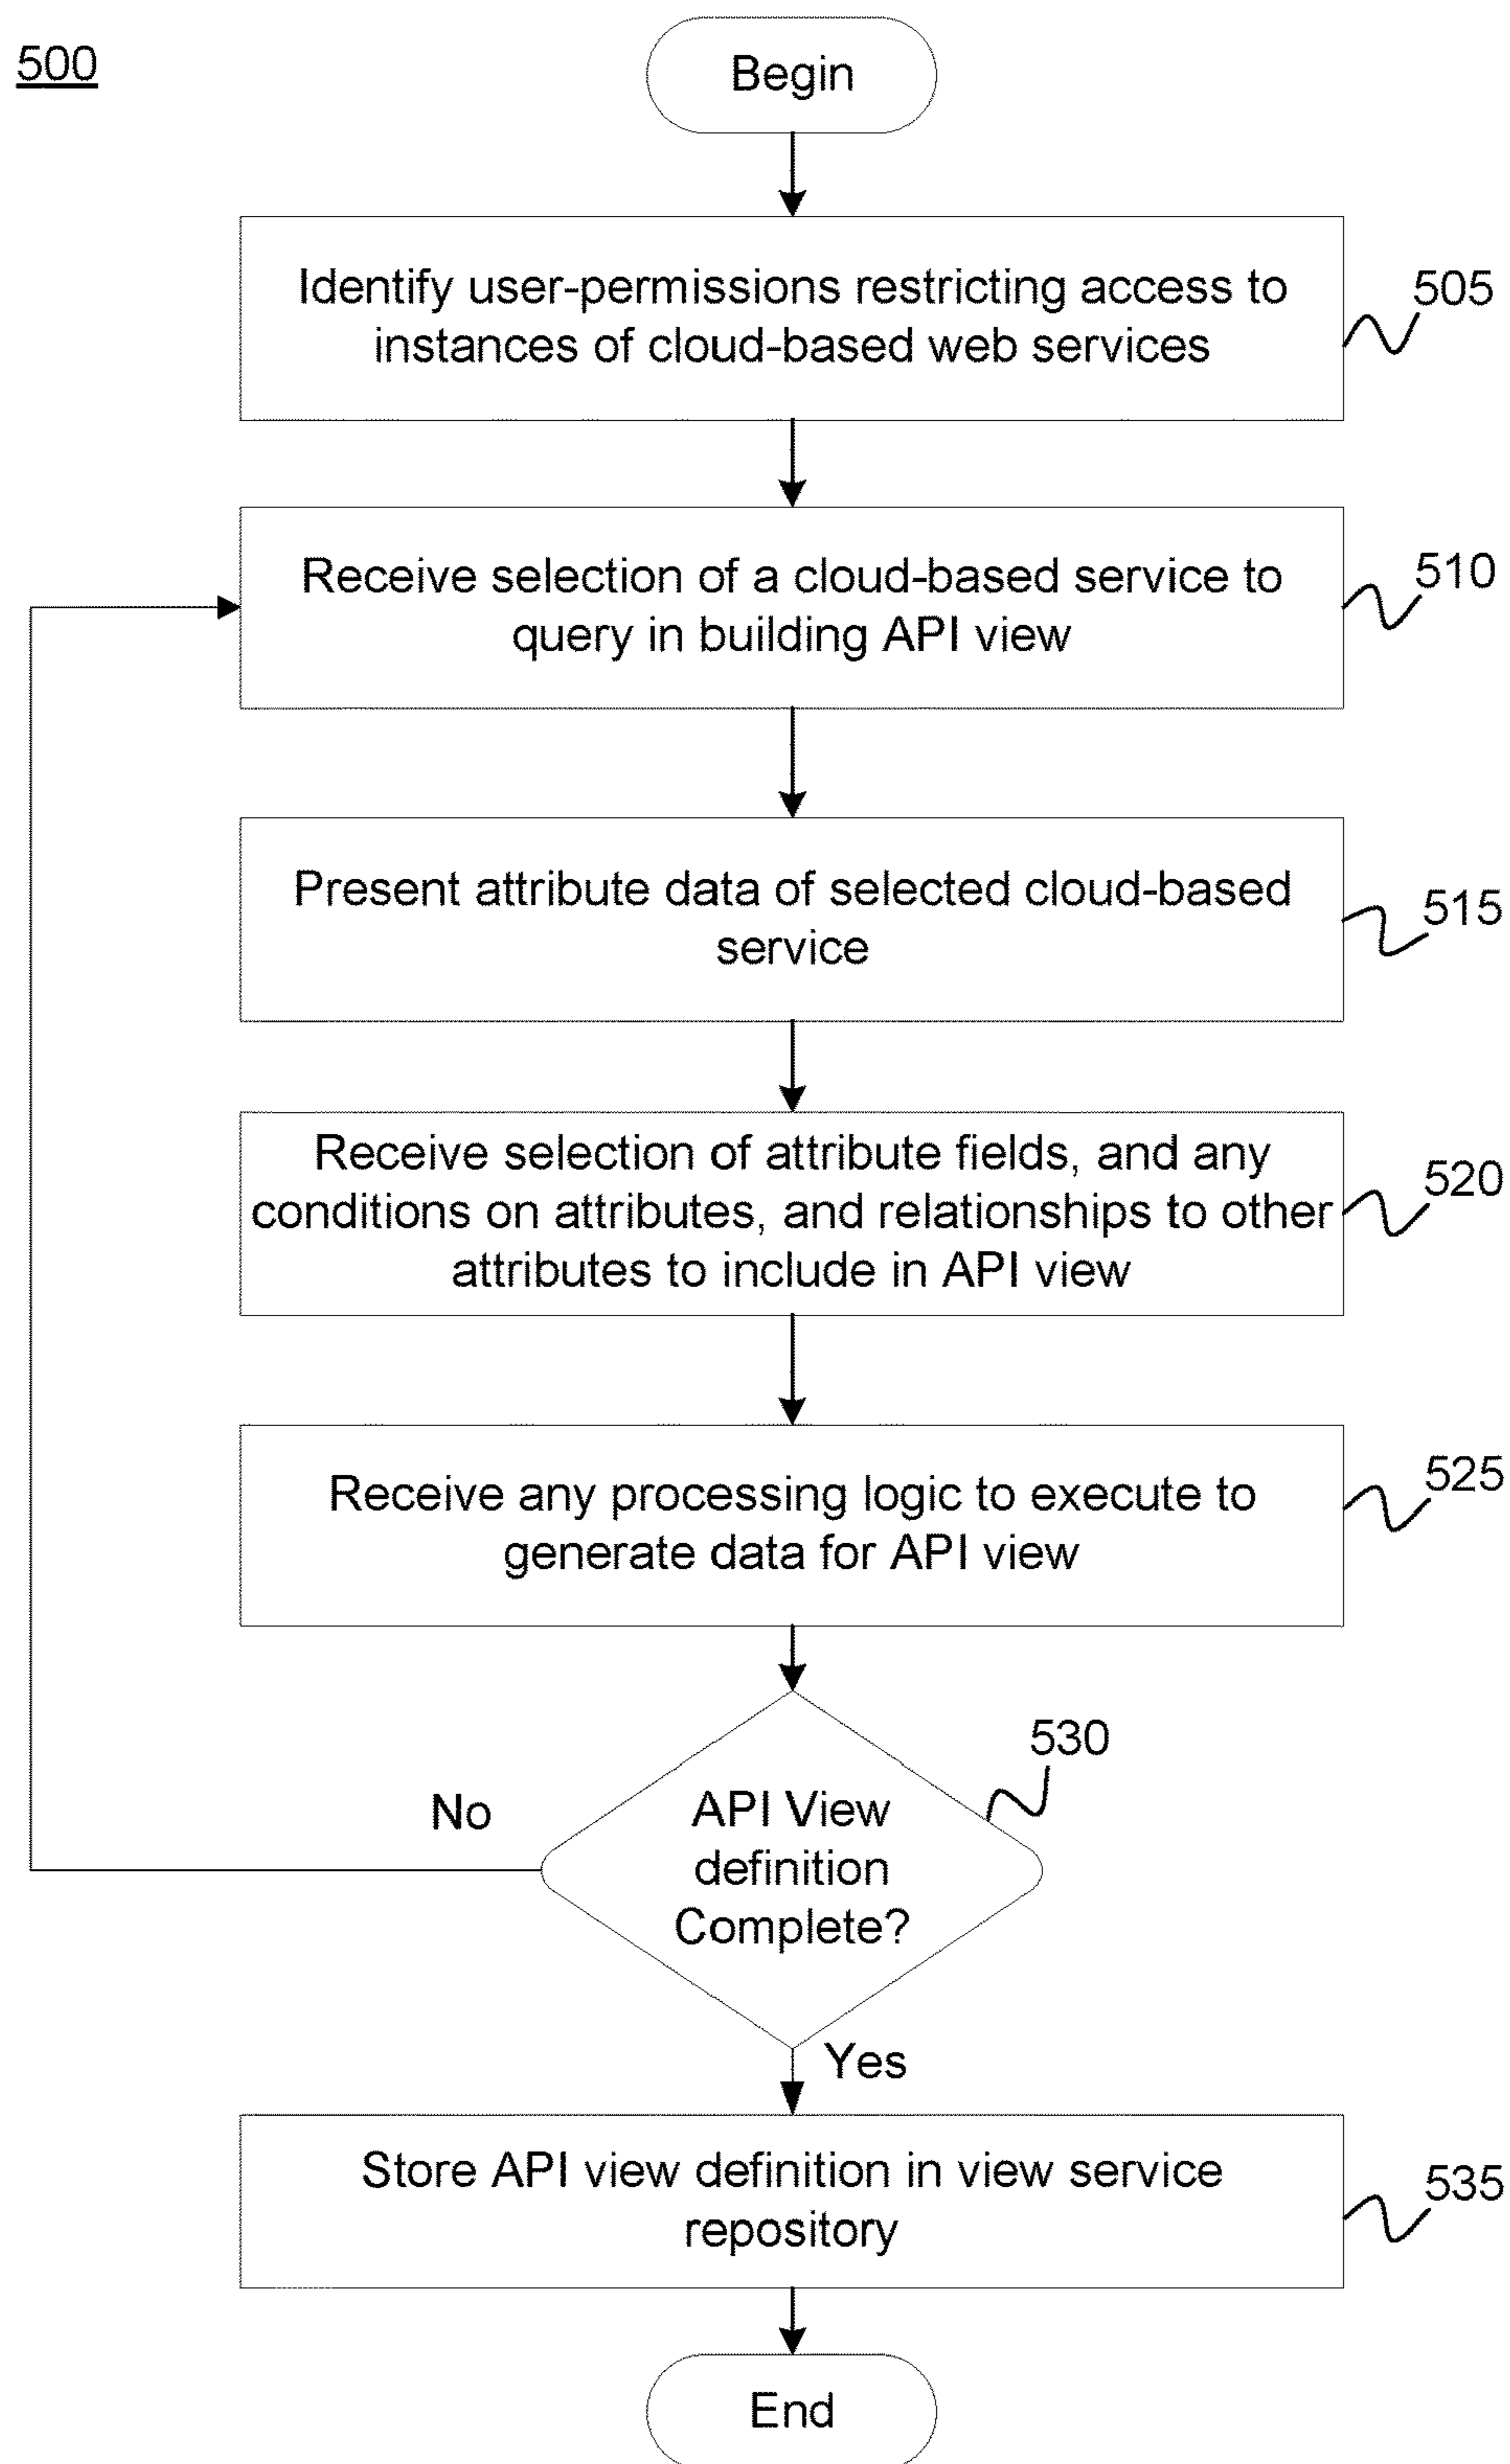 500
Begin
Identify user-permissions restricting access to
instances of cloud-based web services
505
Receive selection of a cloud-based service to
query in building API view
510
Present attribute data of selected cloud-based
service
515
Receive selection of attribute fields, and any
conditions on attributes, and relationships to other
attributes to include in API view
520
Receive any processing logic to execute to
generate data for API view
525
530
No
API View
definition
Complete?
Yes
Store API view definition in view service
repository
535
End